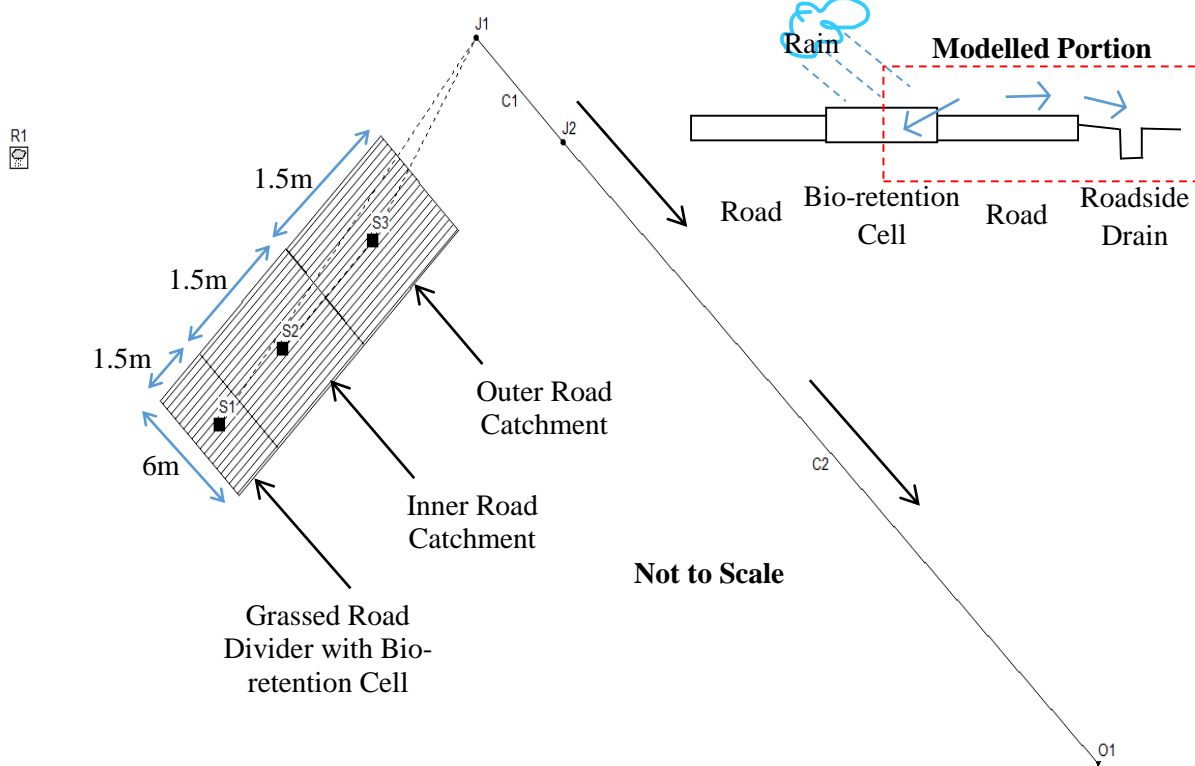 J1
Rain
Modelled Portion
C1
R1
J2
1.5m
Road
Bio-retention
Cell
Road
Roadside
Drain
S3
1.5m
S2
1.5m
Outer Road
Catchment
S1
C2
6m
Inner Road
Catchment
Not to Scale
Grassed Road
Divider with Bio-
retention Cell
O1